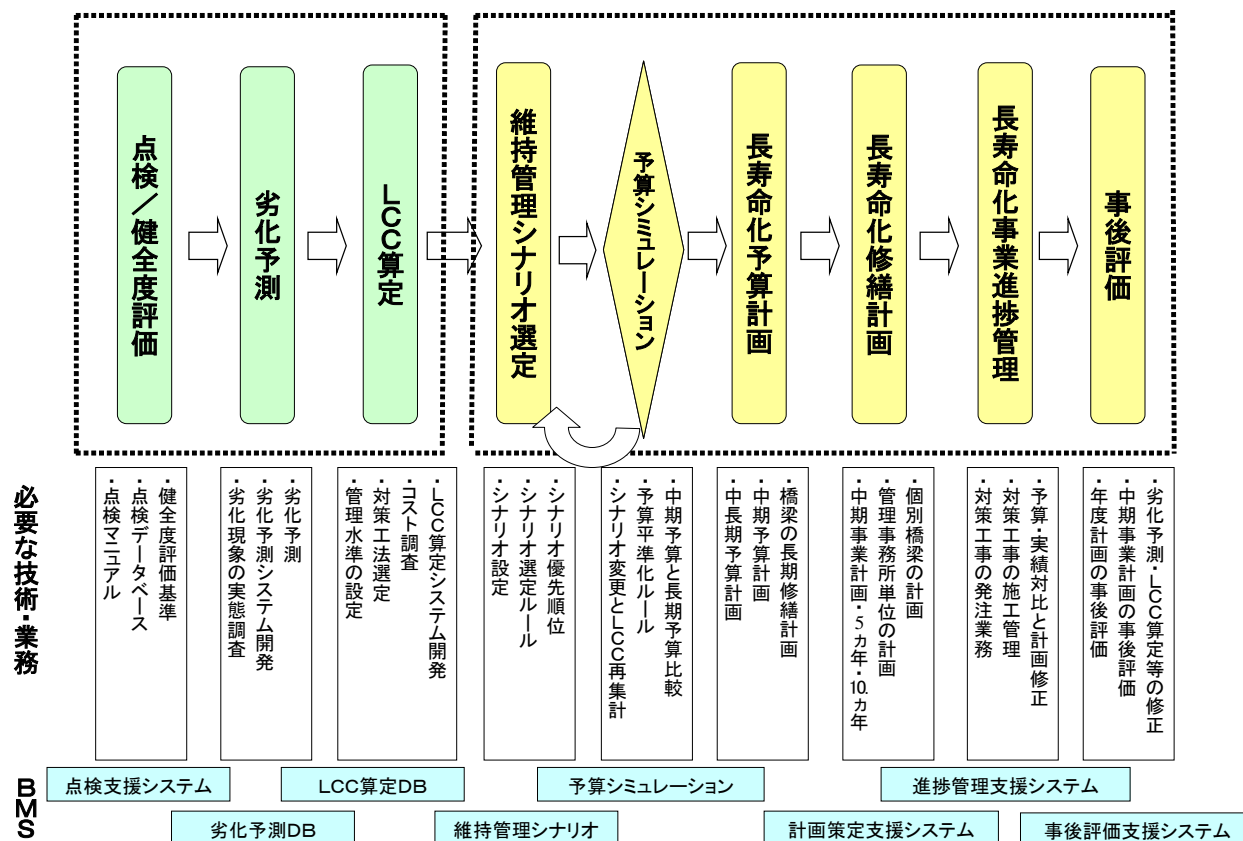 点検／健全度評価
劣化予測
LCC算定
維持管理シナリオ選定
予算シミュレーション
長寿命化予算計画
長寿命化修繕計画
長寿命化事業進捗管理
事後評価
必要な技術・業務
・健全度評価基準
・点検データベース
・点検マニュアル
・劣化予測
・劣化予測システム開発
・劣化現象の実態調査
・LCC算定システム開発
・コスト調査
・対策工法選定
・管理水準の設定
・シナリオ優先順位
・シナリオ選定ルール
・シナリオ設定
・中期予算と長期予算比較
・予算平準化ルール
・シナリオ変更とLCC再集計
・橋梁の長期修繕計画
・中期予算計画
・中長期予算計画
・個別橋梁の計画
・管理事務所単位の計画
・中期事業計画・5ヵ年・10ヵ年
・予算・実績対比と計画修正
・対策工事の施工管理
・対策工事の発注業務
・劣化予測・LCC算定等の修正
・中期事業計画の事後評価
・年度計画の事後評価
BMS
点検支援システム
LCC算定DB
予算シミュレーション
進捗管理支援システム
劣化予測DB
維持管理シナリオ
計画策定支援システム
事後評価支援システム